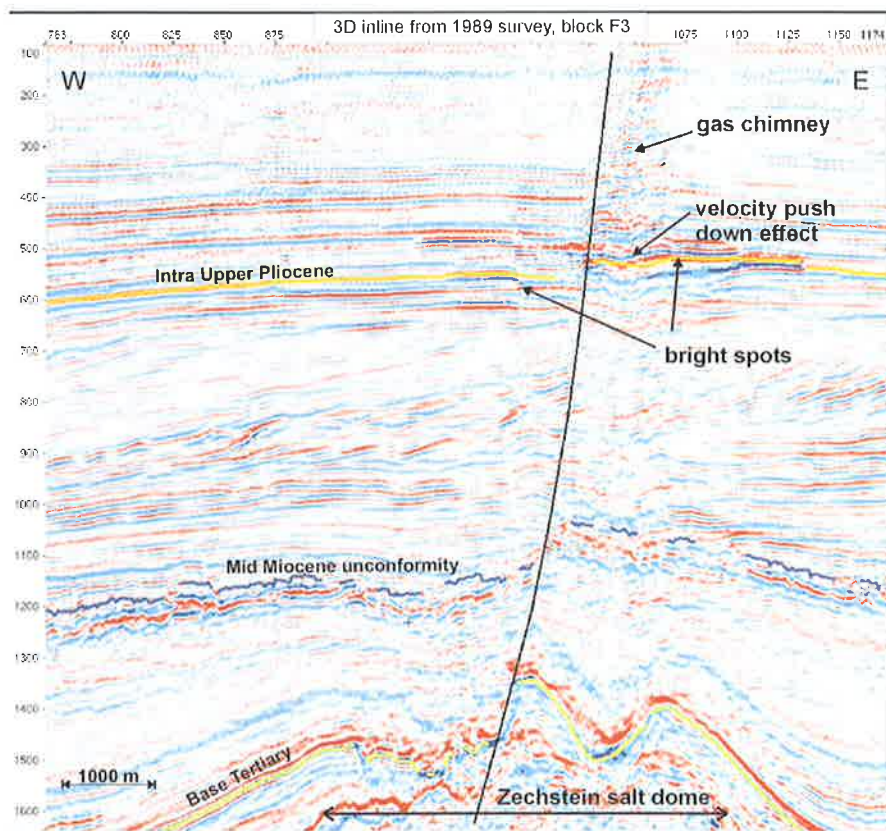 3D inline from 1989 survey, block F3
800 825 850 875 1075 1100 1150 1174
W E
100
200
300
400
500
600
700
800
900
1000
1100
1200
1300
1400
1500
1600
gas chimney
velocity push
down effect
Intra Upper Pliocene
bright spots
Mid Miocene unconformity
Base Tertiary
1000 m
Zechstein salt dome